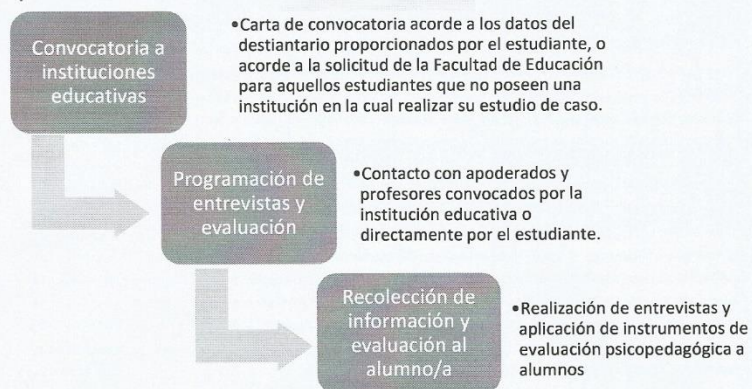 Convocatoria a
instituciones
educativas
•Carta de convocatoria acorde a los datos del
destiantario proporcionados por el estudiante, o
acorde a la solicitud de la Facultad de Educación
para aquellos estudiantes que no poseen una
institución en la cual realizar su estudio de caso.
Programación de
entrevistas y
evaluación
•Contacto con apoderados y
profesores convocados por la
institución educativa o
directamente por el estudiante.
Recolección de
información y
evaluación al
alumno/a
•Realización de entrevistas y
aplicación de instrumentos de
evaluación psicopedagógica a
alumnos